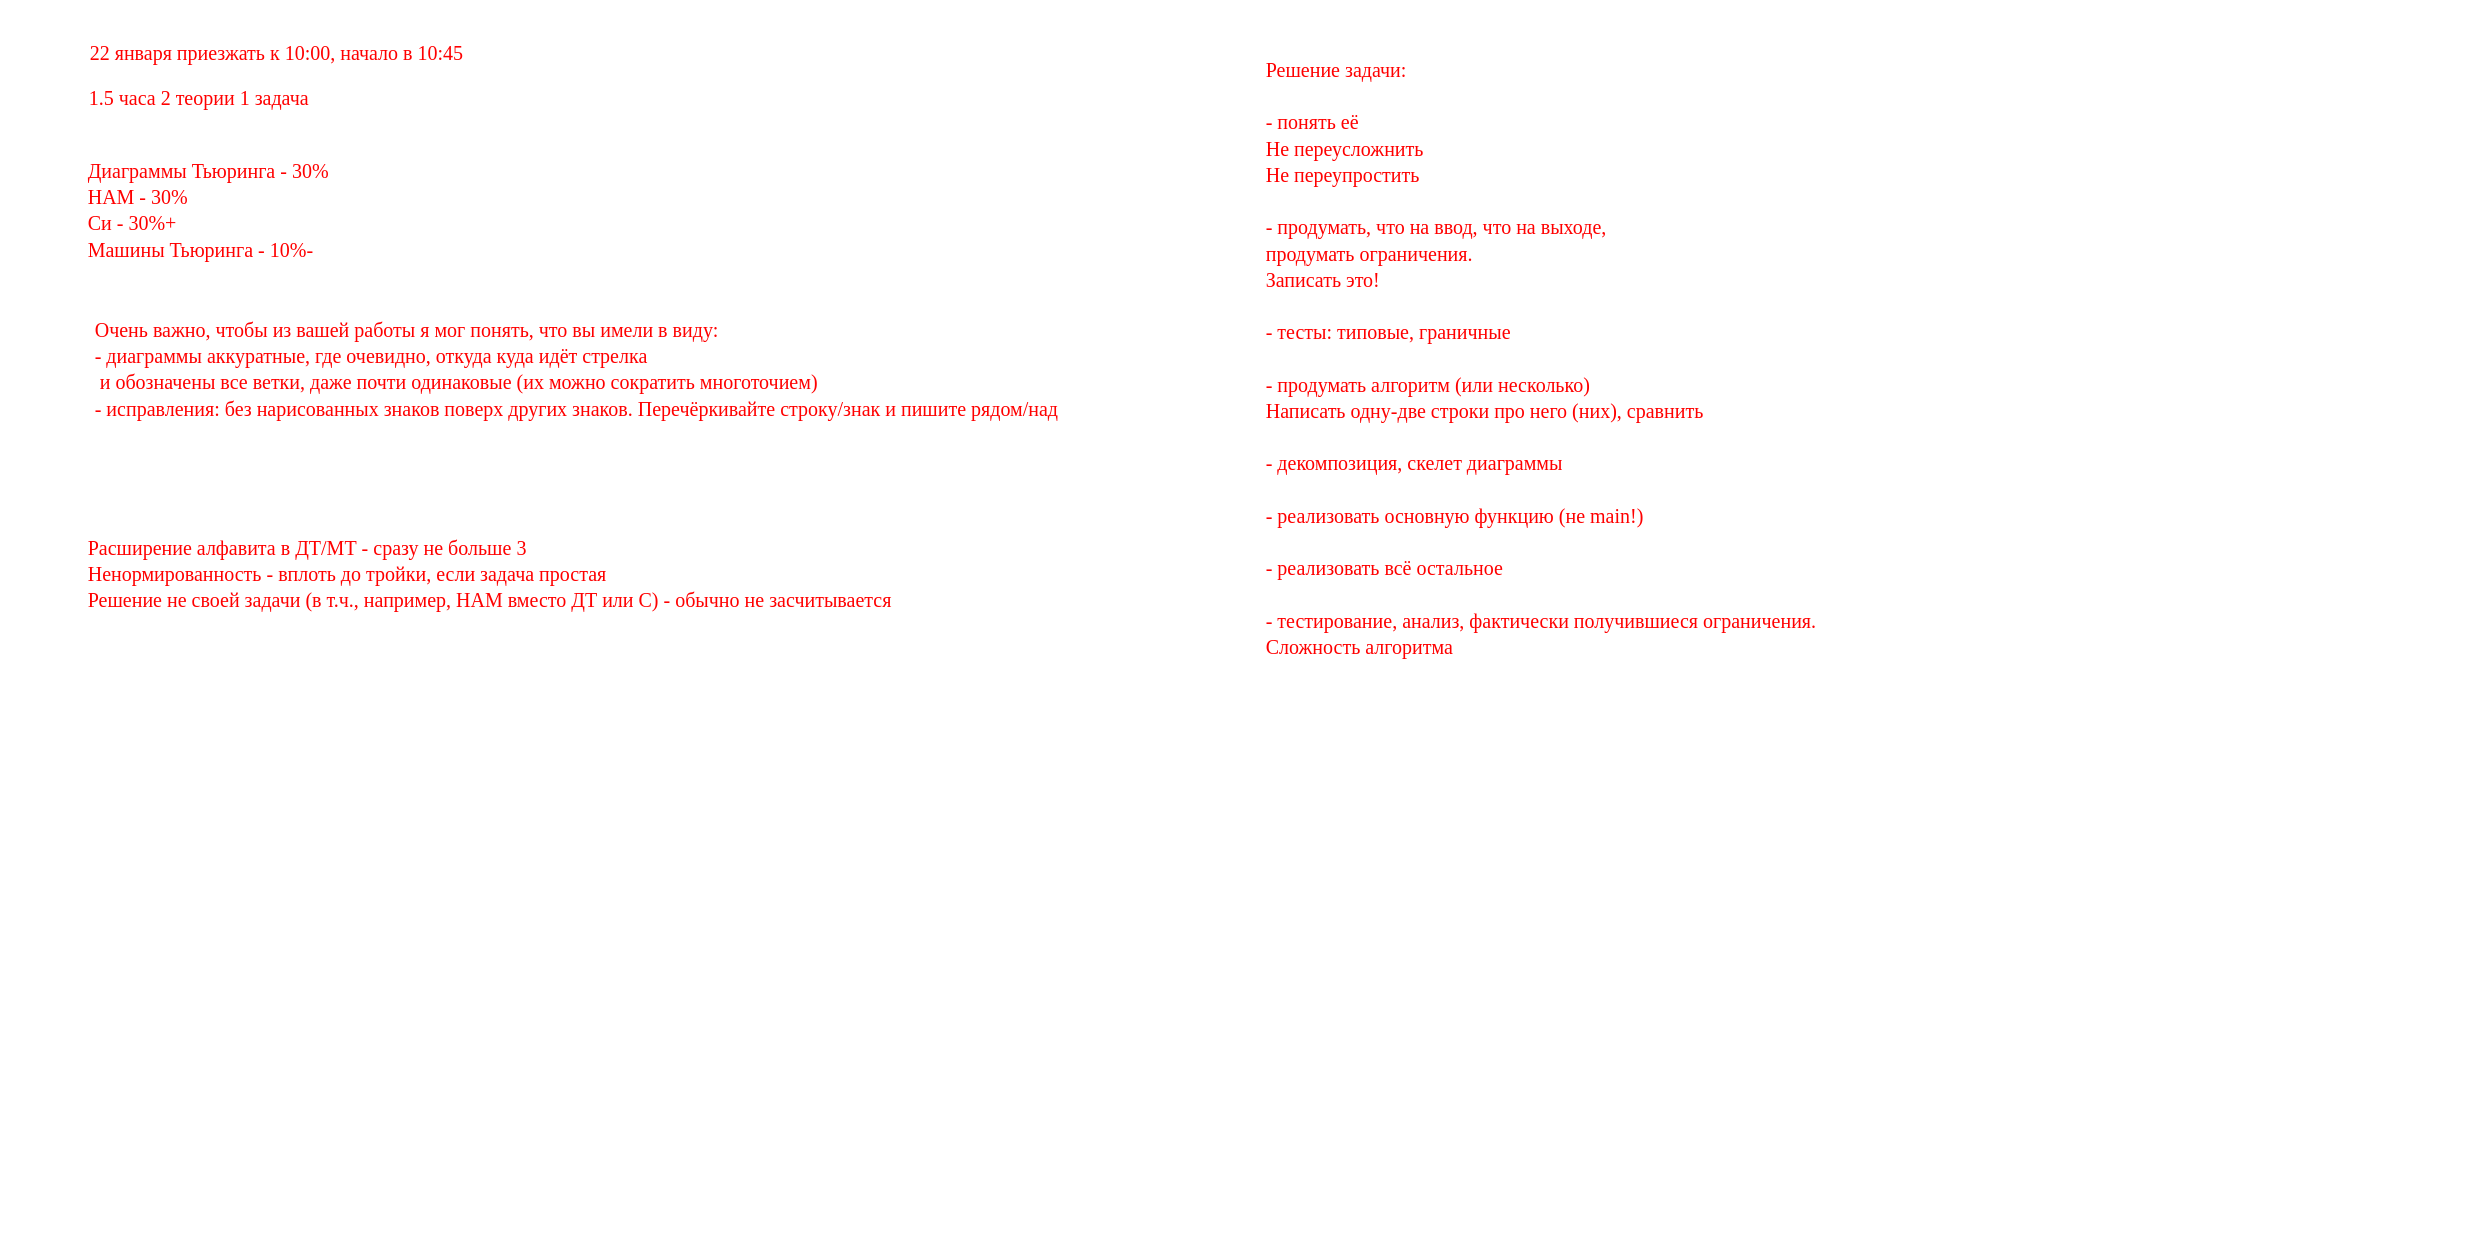 22 января приезжать к 10:00, начало в 10:45
1.5 часа 2 теории 1 задача
Диаграммы Тьюринга - 30%
НАМ - 30%
Си - 30%+
Машины Тьюринга - 10%-
Очень важно, чтобы из вашей работы я мог понять, что вы имели в виду:
- диаграммы аккуратные, где очевидно, откуда куда идёт стрелка
и обозначены все ветки, даже почти одинаковые (их можно сократить многоточием)
- исправления: без нарисованных знаков поверх других знаков. Перечёркивайте строку/знак и пишите рядом/над
Расширение алфавита в ДТ/МТ - сразу не больше 3
Ненормированность - вплоть до тройки, если задача простая
Решение не своей задачи (в т.ч., например, НАМ вместо ДТ или С) - обычно не засчитывается
Решение задачи:
- понять её
Не переусложнить
Не переупростить
- продумать, что на ввод, что на выходе,
продумать ограничения.
Записать это!
- тесты: типовые, граничные
- продумать алгоритм (или несколько)
Написать одну-две строки про него (них), сравнить
- декомпозиция, скелет диаграммы
- реализовать основную функцию (не main!)
- реализовать всё остальное
- тестирование, анализ, фактически получившиеся ограничения.
Сложность алгоритма